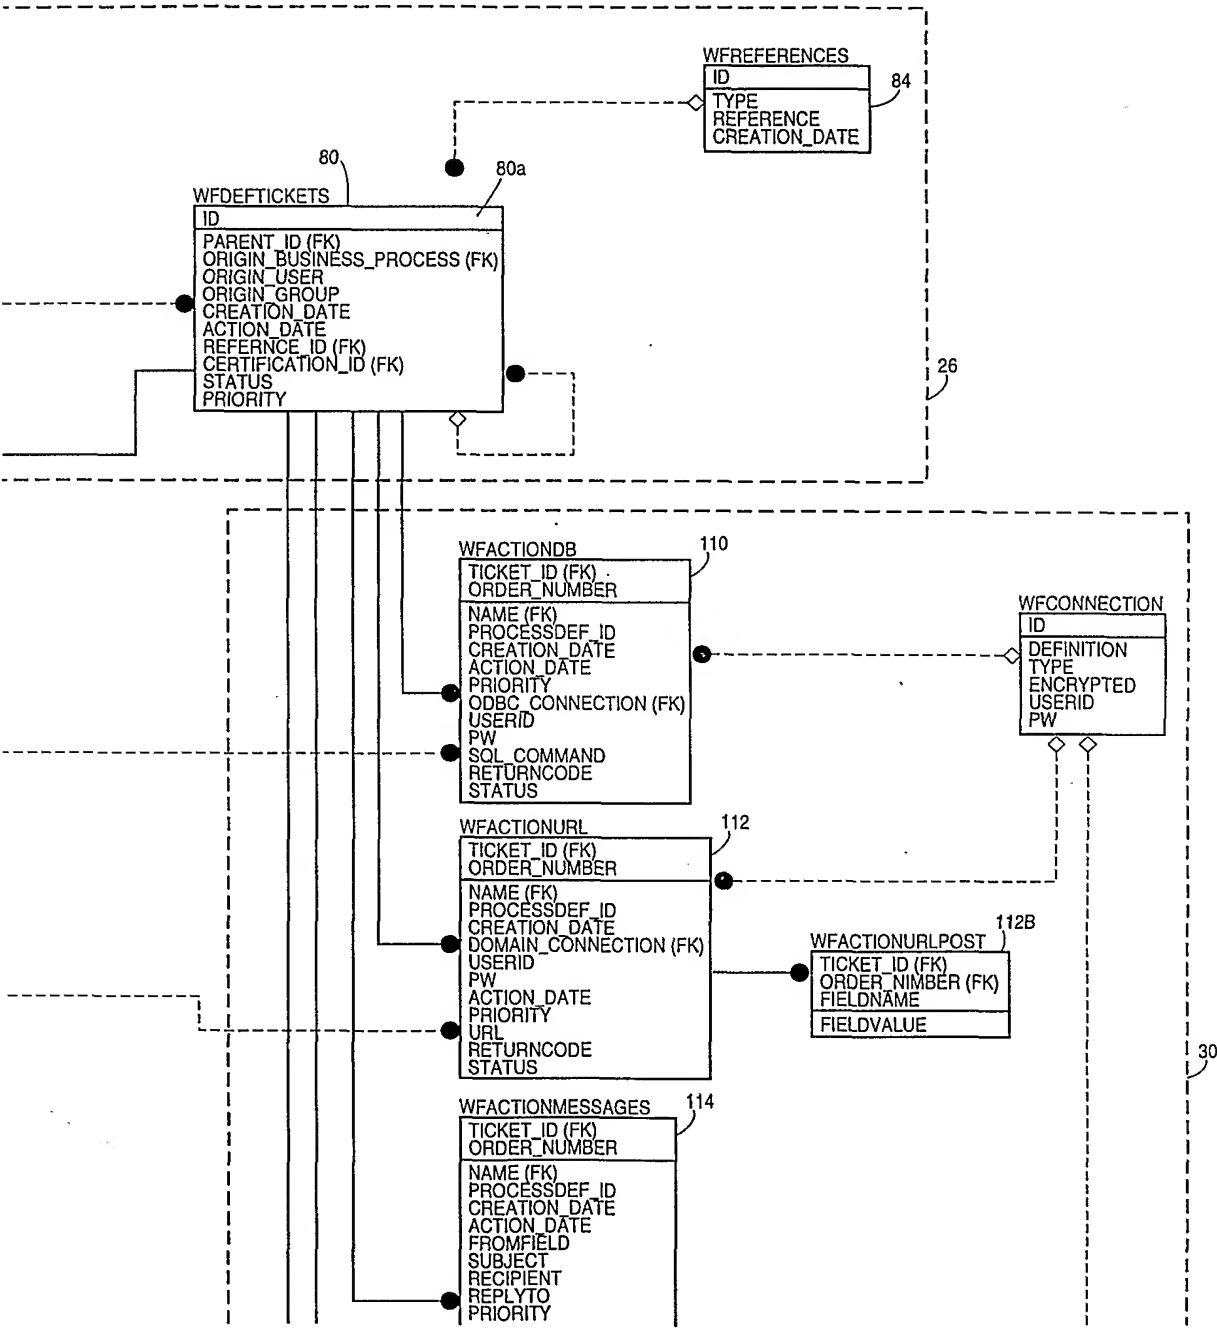 WFREFERENCES
ID
TYPE
REFERENCE
CREATION_DATE
84
80
80a
WFDEFTICKETS
ID
PARENT_ID (FK)
ORIGIN_BUSINESS_PROCESS (FK)
ORIGIN_USER
ORIGIN_GROUP
CREATION_DATE
ACTION_DATE
REFERNCE_ID (FK)
CERTIFICATION_ID (FK)
STATUS
PRIORITY
26
WFACTIONDB
110
TICKET_ID (FK)
ORDER_NUMBER
NAME (FK)
PROCESSDEF_ID
CREATION_DATE
ACTION_DATE
PRIORITY
ODBC_CONNECTION (FK)
USERID
PW
SQL_COMMAND
RETURNCODE
STATUS
WFCONNECTION
ID
DEFINITION
TYPE
ENCRYPTED
USERID
PW
WFACTIONURL
112
TICKET_ID (FK)
ORDER_NUMBER
NAME (FK)
PROCESSDEF_ID
CREATION_DATE
DOMAIN_CONNECTION (FK)
USERID
PW
ACTION_DATE
PRIORITY
URL
RETURNCODE
STATUS
112B
WFACTIONURLPOST
TICKET_ID (FK)
ORDER_NIMBER (FK)
FIELDNAME
FIELDVALUE
30
WFACTIONMESSAGES
114
TICKET_ID (FK)
ORDER_NUMBER
NAME (FK)
PROCESSDEF_ID
CREATION_DATE
ACTION_DATE
FROMFIELD
SUBJECT
RECIPIENT
REPLYTO
PRIORITY